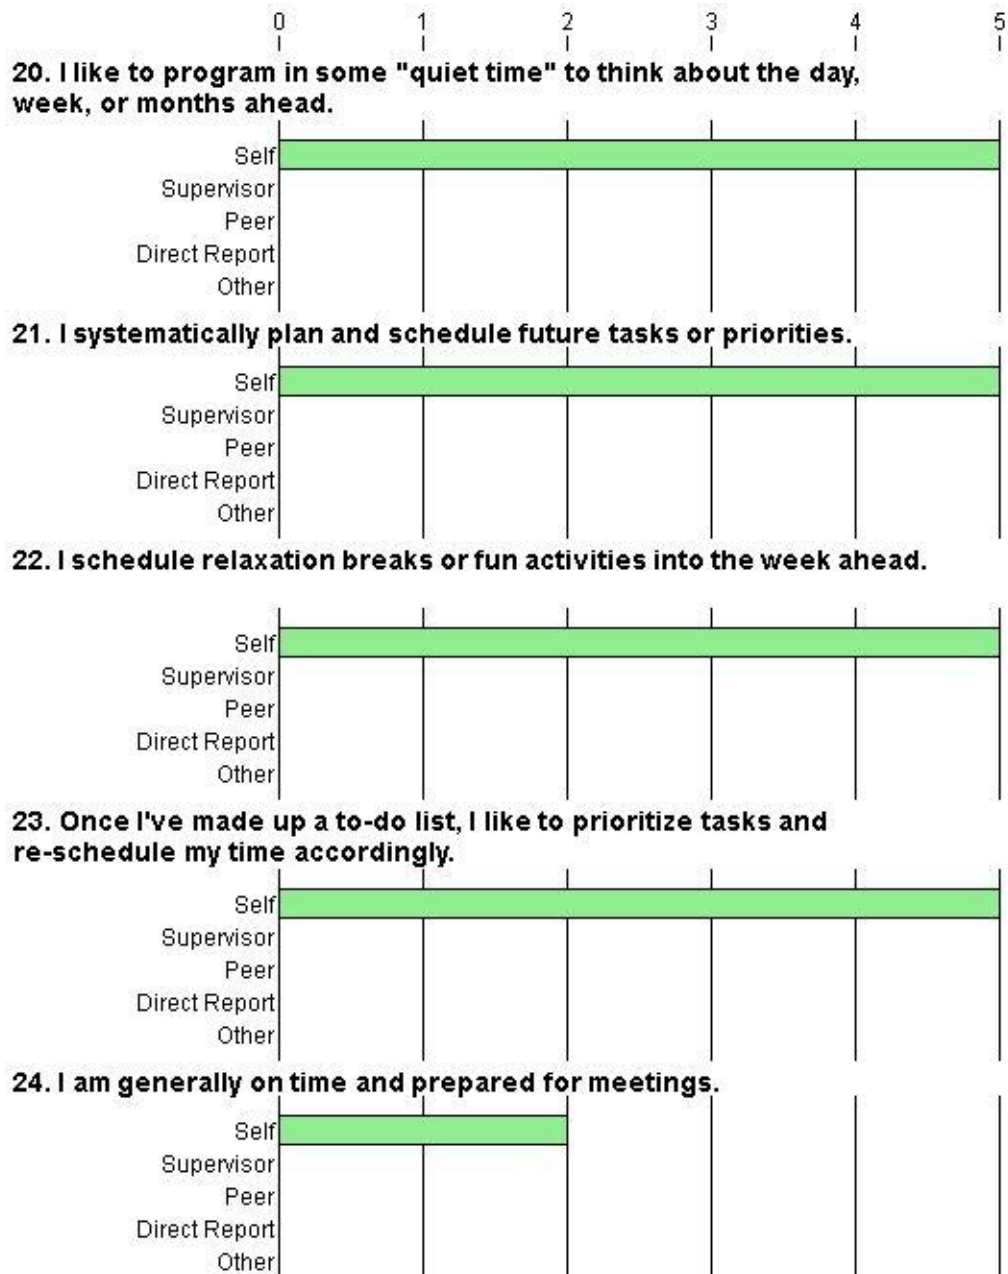 0 1 2 3 4 5
20. I like to program in some "quiet time" to think about the day,
week, or months ahead.
Self
Supervisor
Peer
Direct Report
Other
21. I systematically plan and schedule future tasks or priorities.
Self
Supervisor
Peer
Direct Report
Other
22. I schedule relaxation breaks or fun activities into the week ahead.
Self
Supervisor
Peer
Direct Report
Other
23. Once I've made up a to-do list, I like to prioritize tasks and
re-schedule my time accordingly.
Self
Supervisor
Peer
Direct Report
Other
24. I am generally on time and prepared for meetings.
Self
Supervisor
Peer
Direct Report
Other